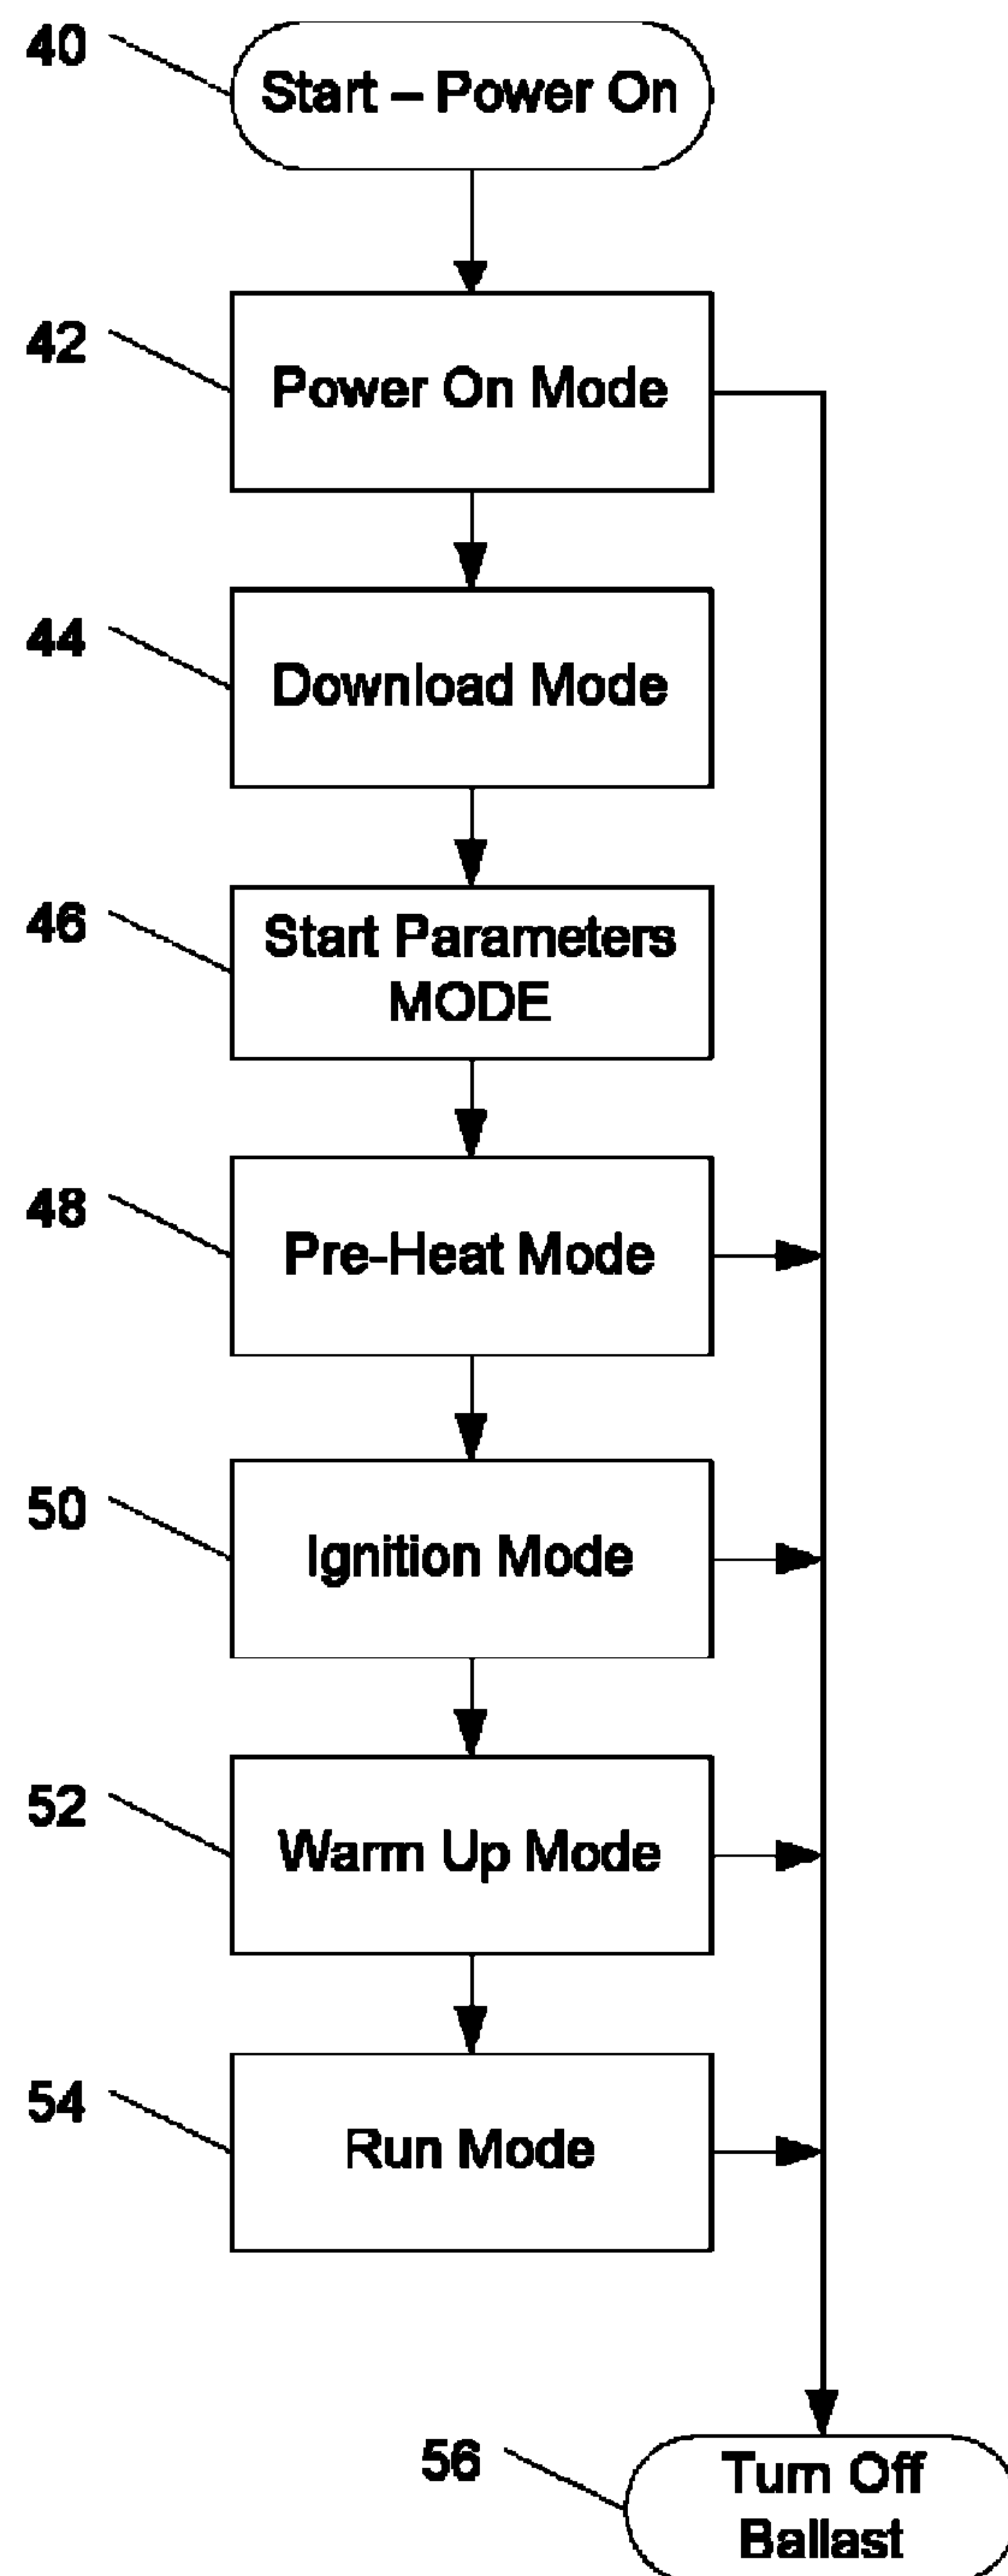 40
Start – Power On
42
Power On Mode
44
Download Mode
46
Start Parameters
MODE
48
Pre-Heat Mode
50
Ignition Mode
52
Warm Up Mode
54
Run Mode
56
Turn Off
Ballast